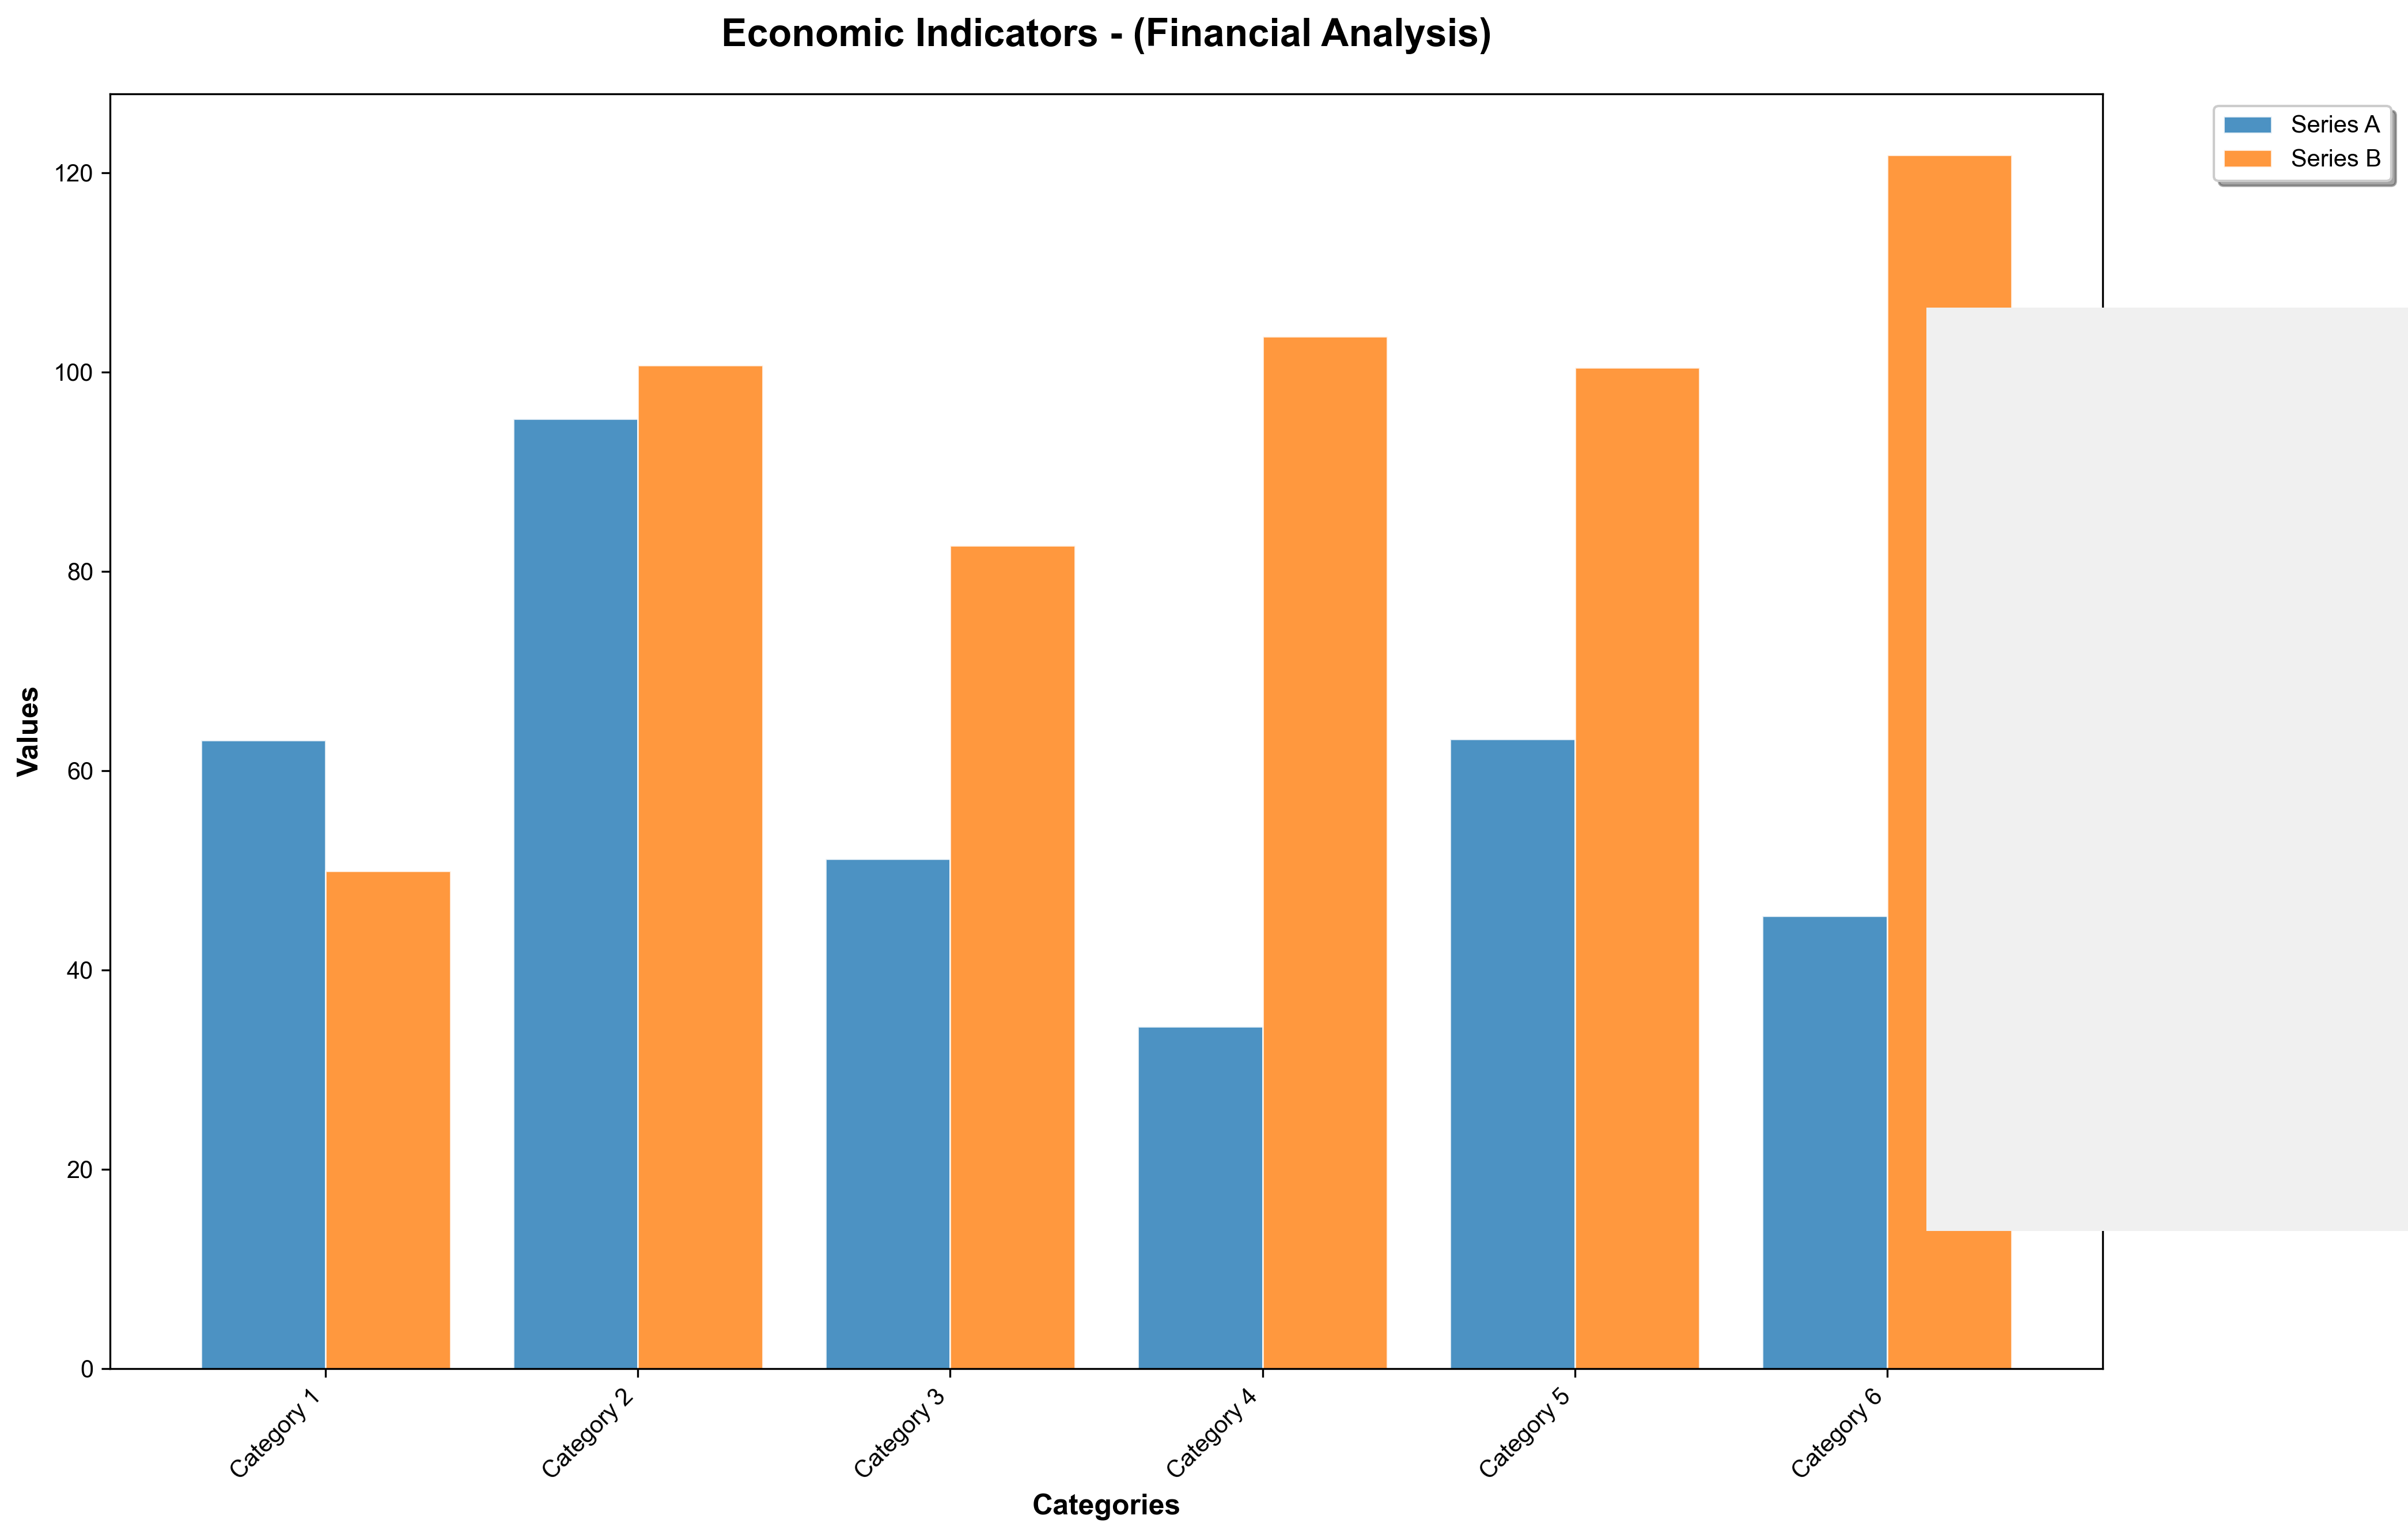 Economic Indicators - (Financial Analysis)
Series A
Series B
120
100
80
60
40
20
0
Values
Category 1
Category 2
Category 3
Category 4
Category 5
Category 6
Categories